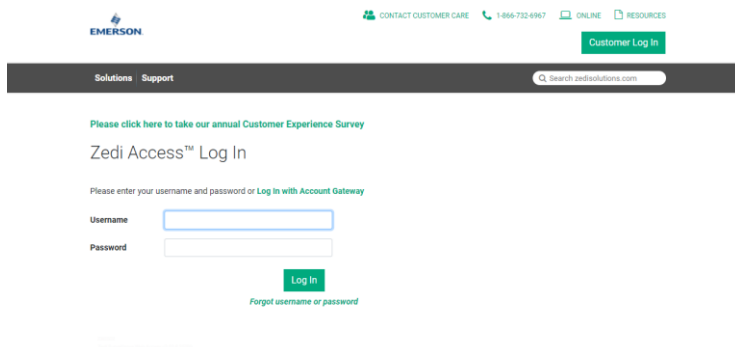 EMERSON
CONTACT CUSTOMER CARE 1-866-732-6967 ONLINE RESOURCES
Customer Log In
Solutions Support Search zedisolutions.com
Please click here to take our annual Customer Experience Survey
Zedi Access™ Log In
Please enter your username and password or Log In with Account Gateway
Username
Password
Log In
Forgot username or password